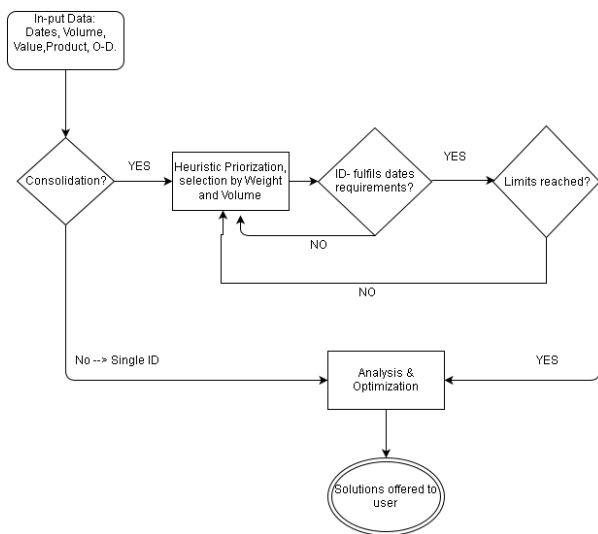 In-put Data:
Dates, Volume,
Value,Product, O-D.
Consolidation?
YES
Heuristic Priorization,
selection by Weight
and Volume
ID- fulfils dates
requirements?
YES
Limits reached?
NO
NO
No --> Single ID
Analysis &
Optimization
YES
Solutions offered to
user